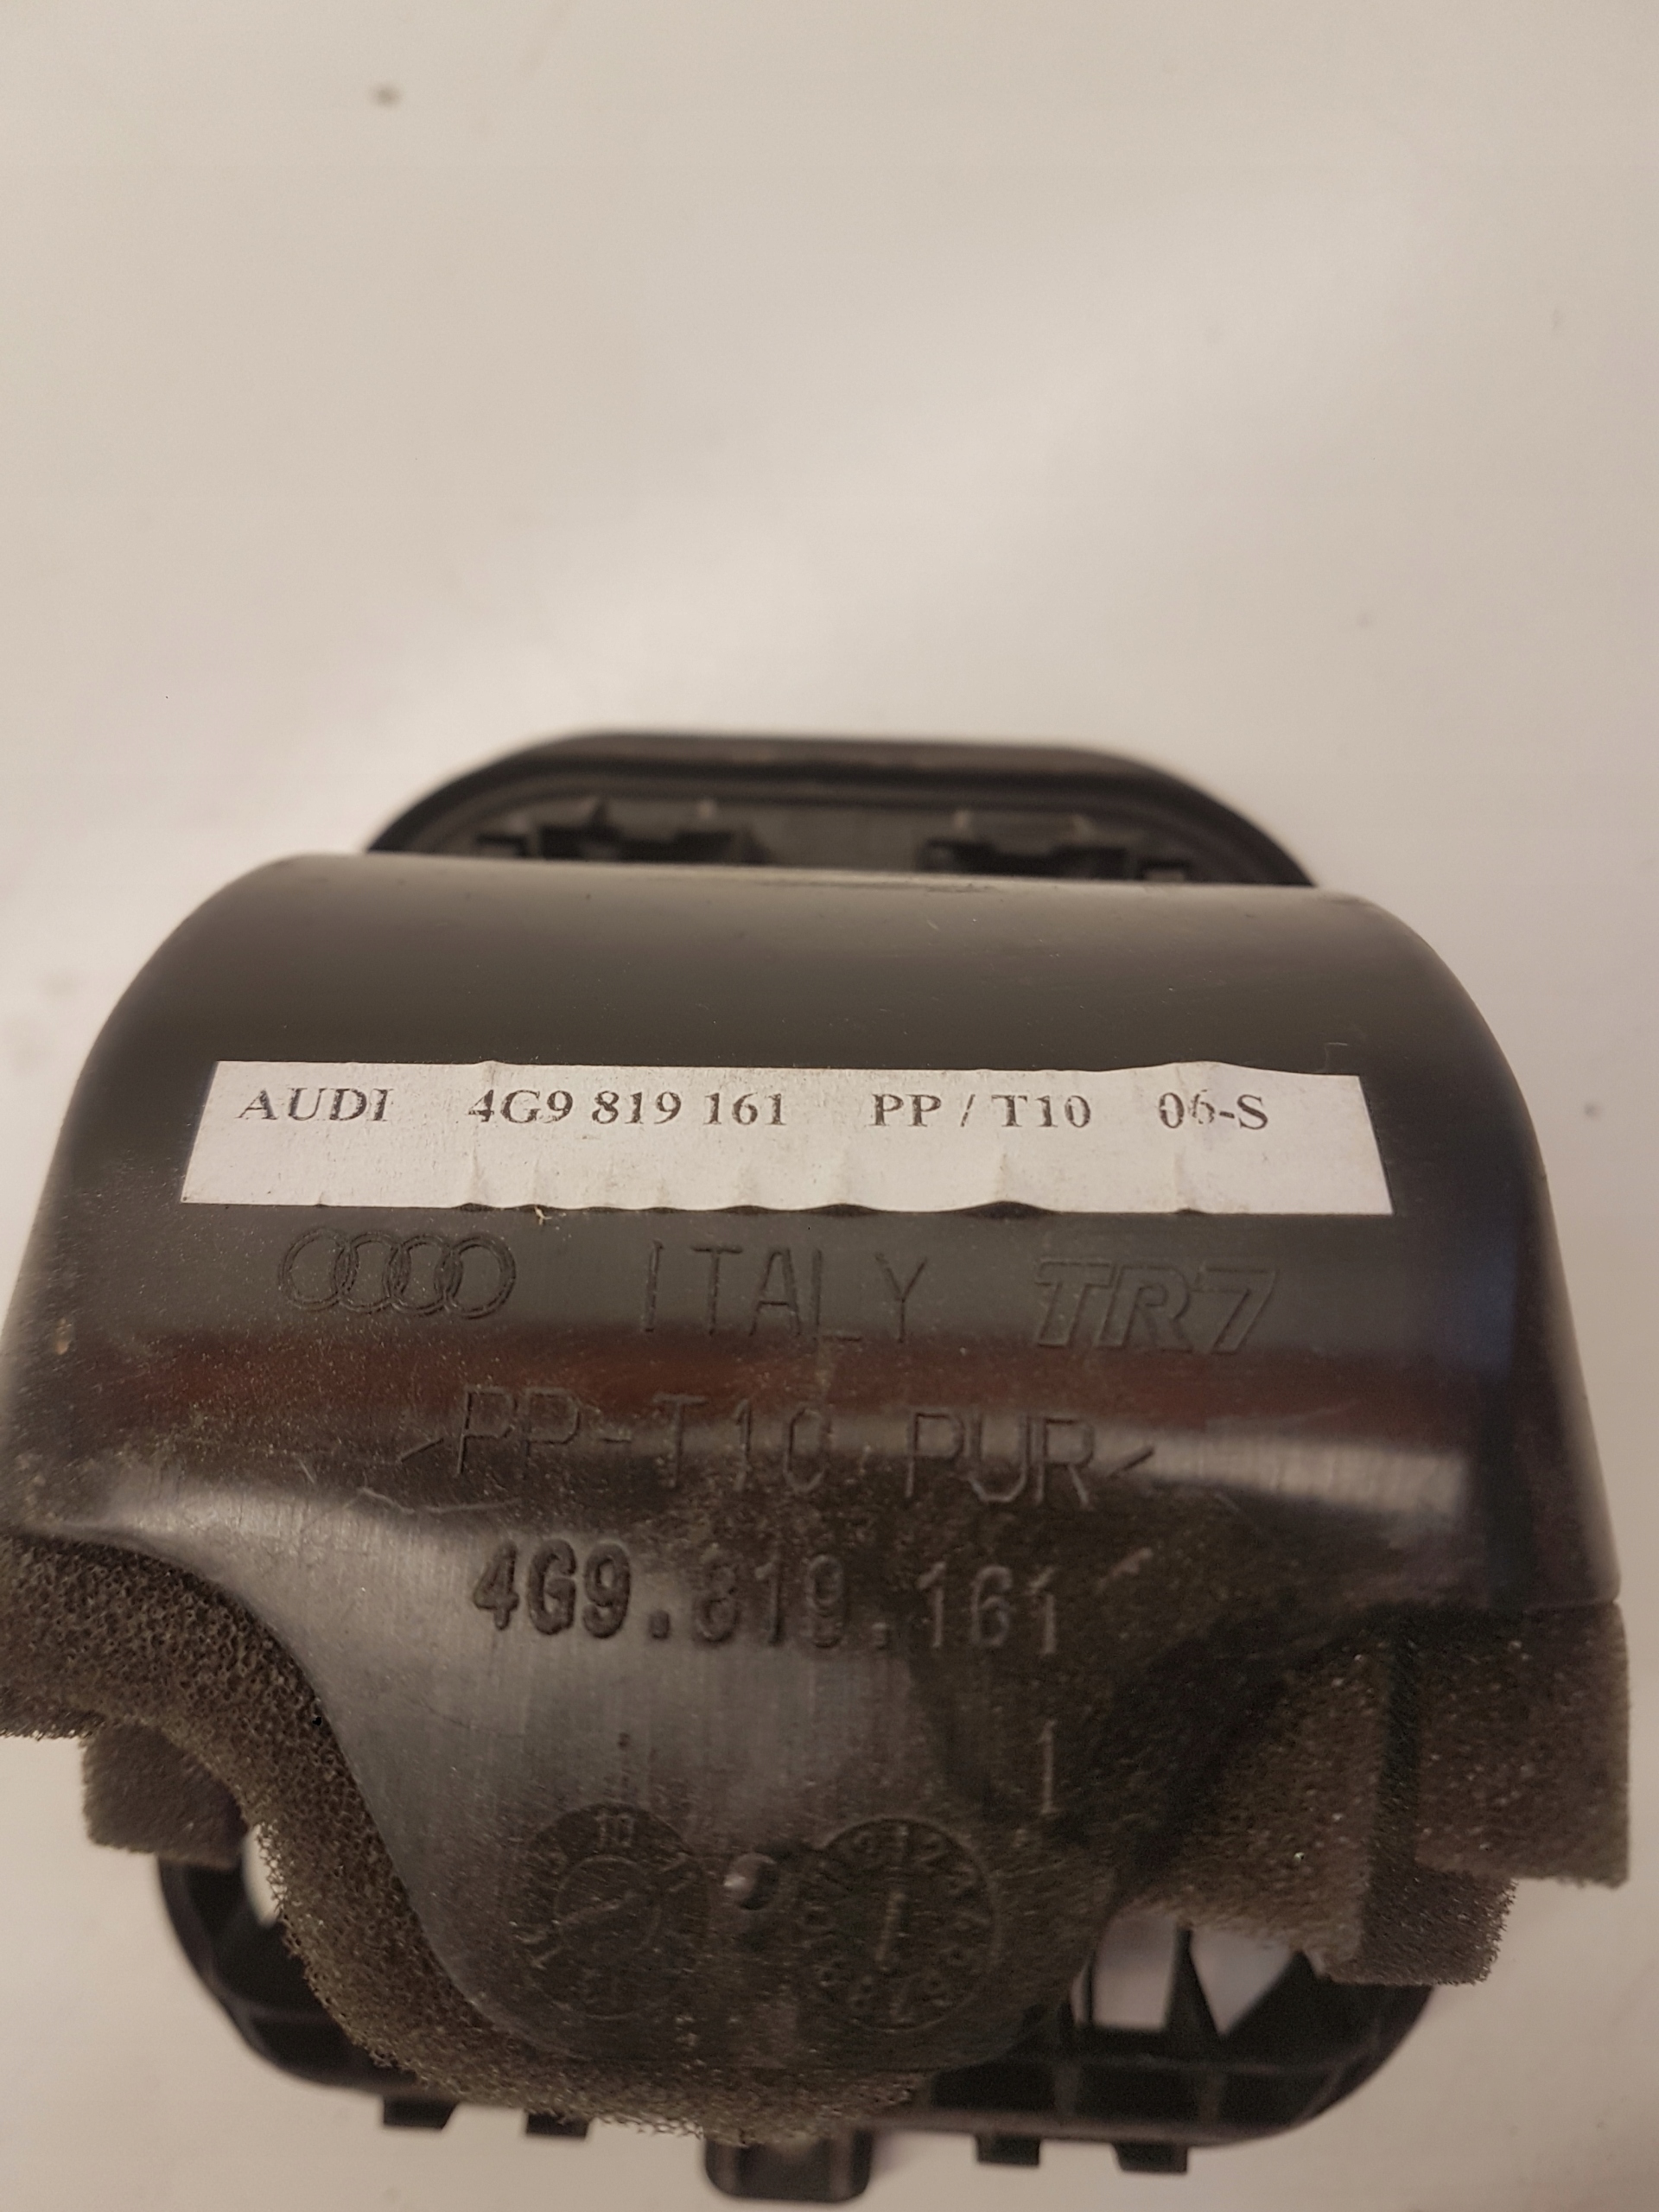 AUDI 4G9 819 161 PP / T10 06-S
ITALY TR7
>PP-T10 PUR<
4G9.819.161
1